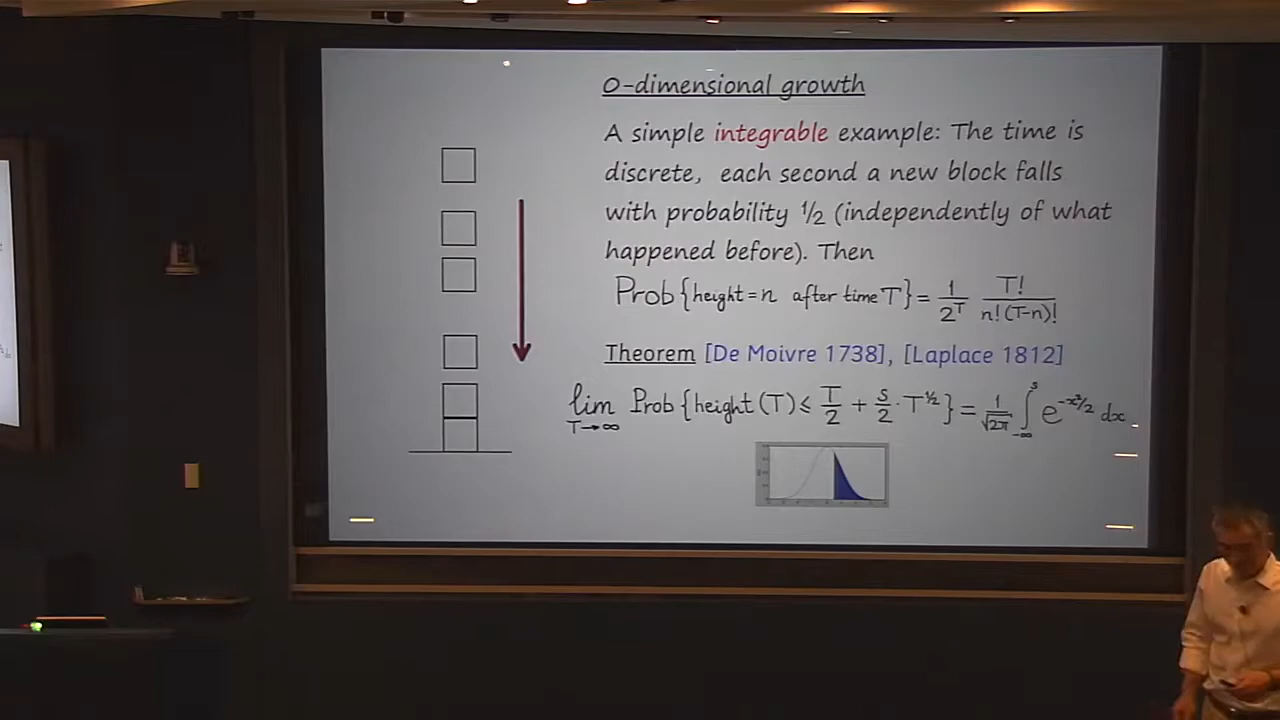 0-dimensional growth
A simple integrable example: The time is
discrete, each second a new block falls
with probability 1/2 (independently of what
happened before). Then
Prob{height=n after time T} = 1/2^T T!/n!(T-n)!
Theorem [De Moivre 1738], [Laplace 1812]
lim T→∞ Prob{height(T) ≤ T/2 + s/2 · T^1/2} = 1/√2π ∫_-∞^s e^-x²/2 dx